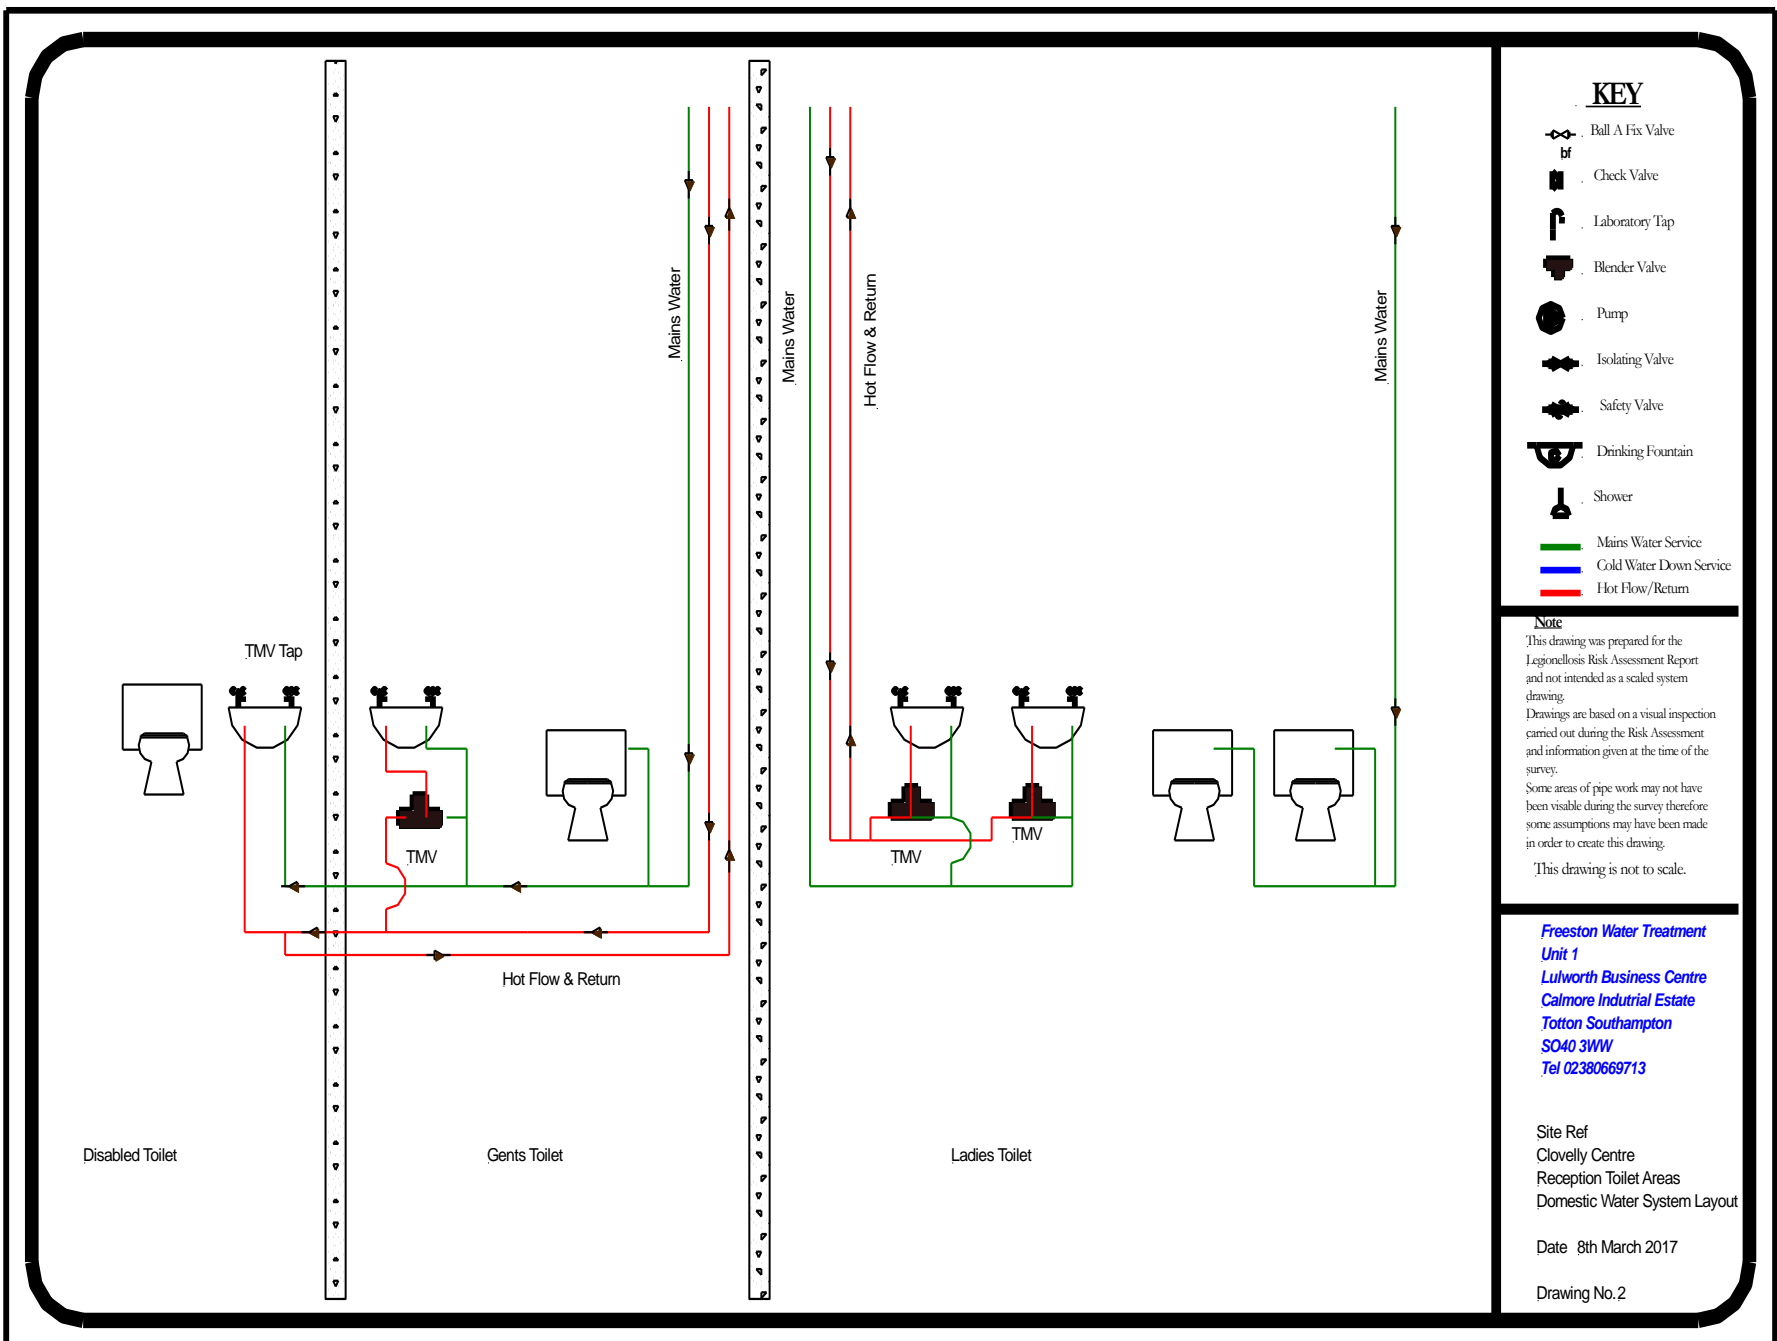 Mains Water
Mains Water
Hot Flow & Return
Mains Water
TMV Tap
TMV
TMV
TMV
Hot Flow & Return
Disabled Toilet
Gents Toilet
Ladies Toilet
KEY
Ball A Fix Valve
bf
Check Valve
Laboratory Tap
Blender Valve
Pump
Isolating Valve
Safety Valve
Drinking Fountain
Shower
Mains Water Service
Cold Water Down Service
Hot Flow/Return
Note
This drawing was prepared for the
Legionellosis Risk Assessment Report
and not intended as a scaled system
drawing.
Drawings are based on a visual inspection
carried out during the Risk Assessment
and information given at the time of the
survey.
Some areas of pipe work may not have
been visable during the survey therefore
some assumptions may have been made
in order to create this drawing.
This drawing is not to scale.
Freeston Water Treatment
Unit 1
Lulworth Business Centre
Calmore Indutrial Estate
Totton Southampton
SO40 3WW
Tel 02380669713
Site Ref
Clovelly Centre
Reception Toilet Areas
Domestic Water System Layout
Date 8th March 2017
Drawing No.2